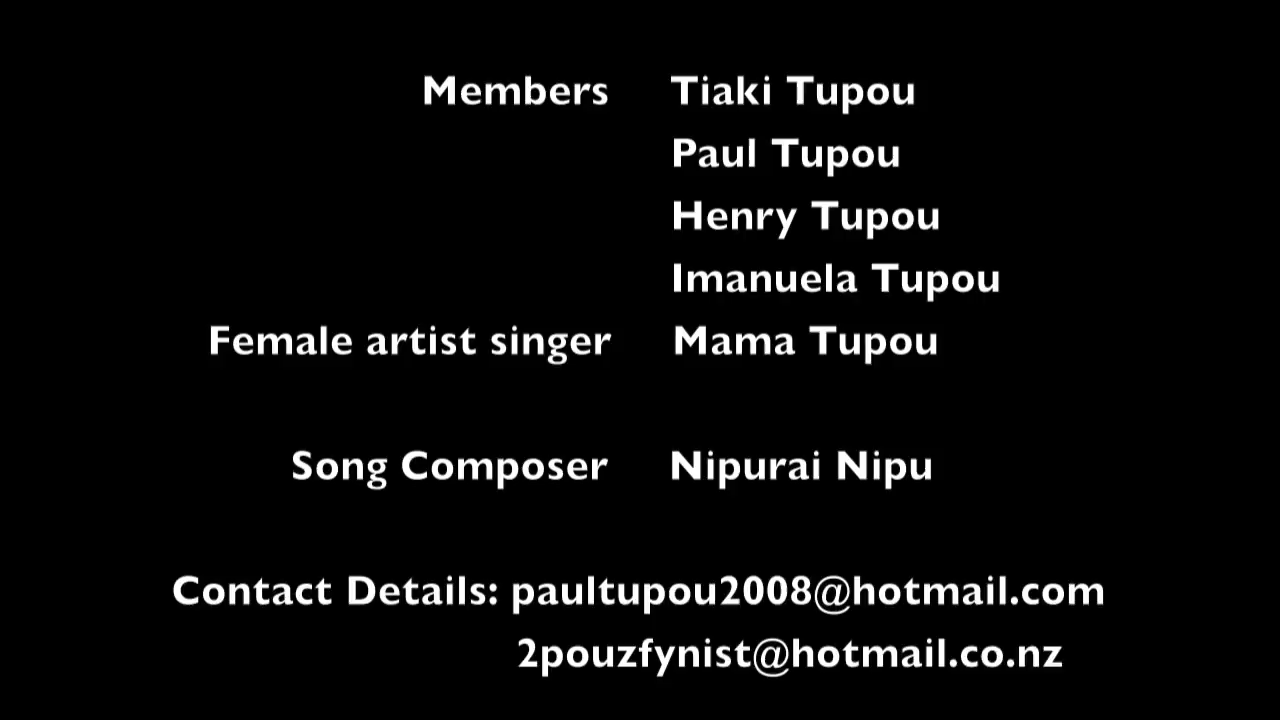 Members Tiaki Tupou
Paul Tupou
Henry Tupou
Imanuela Tupou
Female artist singer Mama Tupou
Song Composer Nipurai Nipu
Contact Details: paultupou2008@hotmail.com
2pouzfynist@hotmail.co.nz